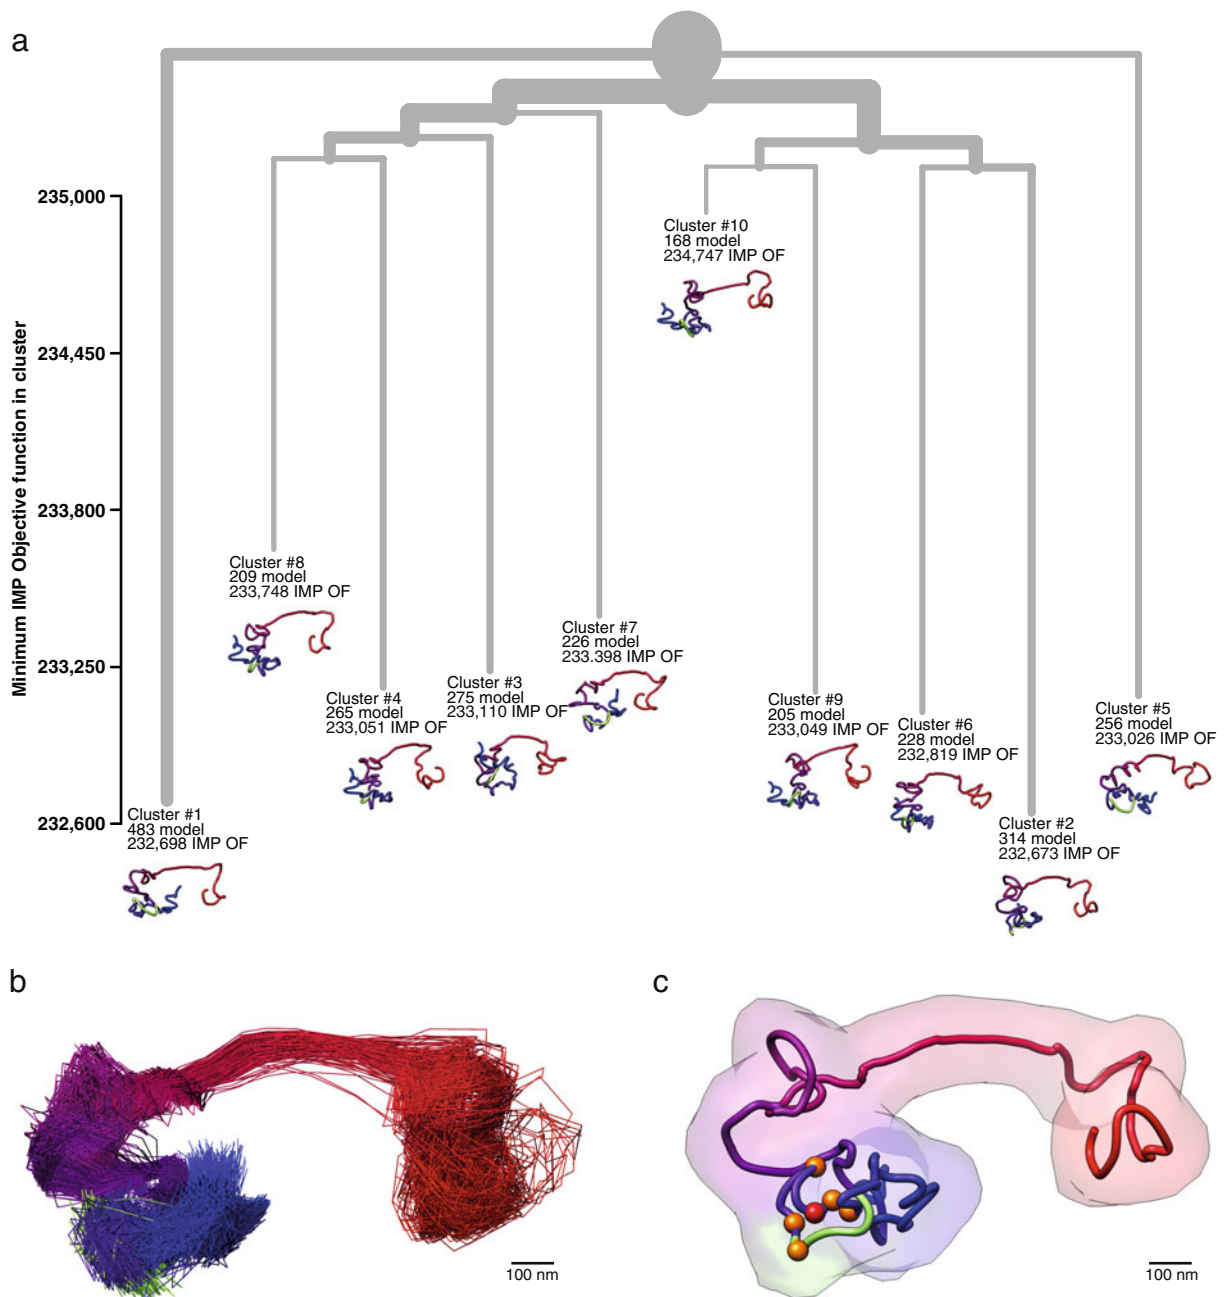 a
Minimum IMP Objective function in cluster
235,000
234,450
233,800
233,250
232,600
Cluster #10
168 model
234,747 IMP OF
Cluster #8
209 model
233,748 IMP OF
Cluster #7
226 model
233.398 IMP OF
Cluster #4
265 model
233,051 IMP OF
Cluster #3
275 model
233,110 IMP OF
Cluster #9
205 model
233,049 IMP OF
Cluster #6
228 model
232,819 IMP OF
Cluster #5
256 model
233,026 IMP OF
Cluster #1
483 model
232,698 IMP OF
Cluster #2
314 model
232,673 IMP OF
b
100 nm
c
100 nm